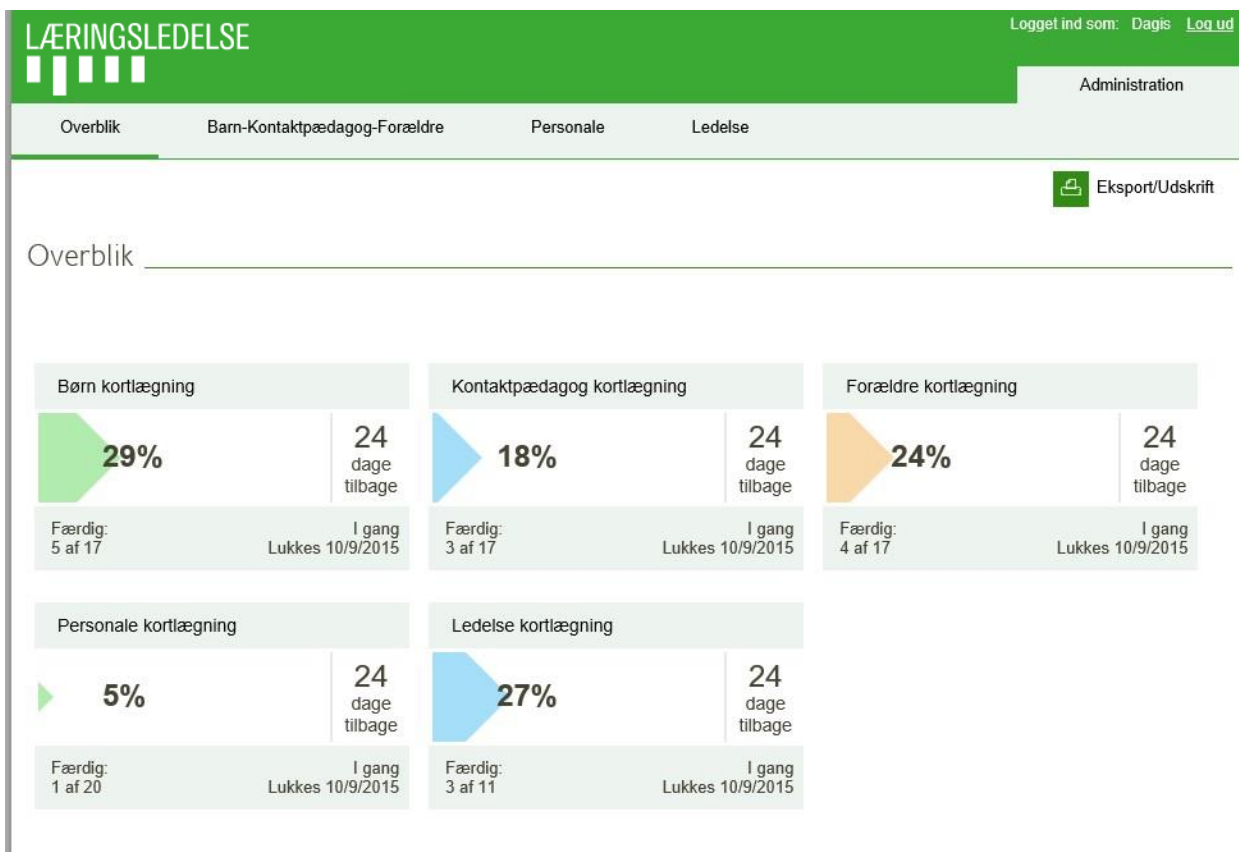 LÆRINGSLEDELSE
Logget ind som: Dagis Log ud
Administration
Overblik Barn-Kontaktpædagog-Forældre Personale Ledelse
Eksport/Udskrift
Overblik
Børn kortlægning
29%
24
dage
tilbage
Færdig: I gang
5 af 17 Lukkes 10/9/2015
Kontaktpædagog kortlægning
18%
24
dage
tilbage
Færdig: I gang
3 af 17 Lukkes 10/9/2015
Forældre kortlægning
24%
24
dage
tilbage
Færdig: I gang
4 af 17 Lukkes 10/9/2015
Personale kortlægning
5%
24
dage
tilbage
Færdig: I gang
1 af 20 Lukkes 10/9/2015
Ledelse kortlægning
27%
24
dage
tilbage
Færdig: I gang
3 af 11 Lukkes 10/9/2015